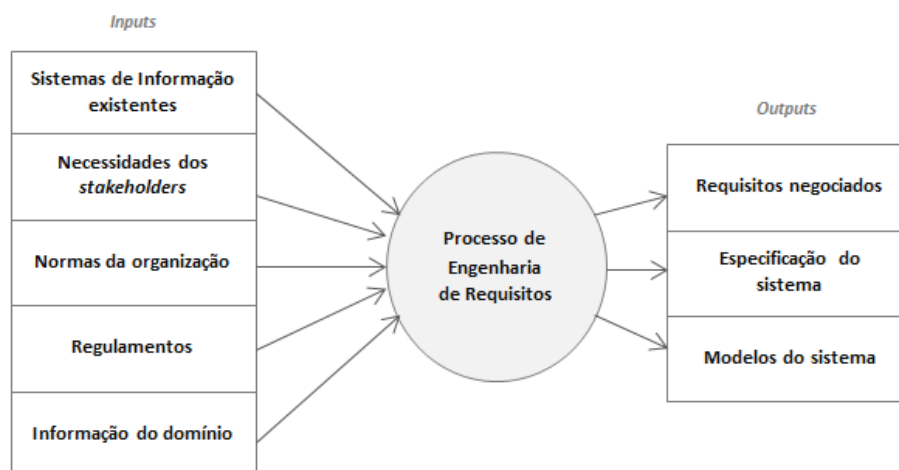 Inputs
Sistemas de Informação
existentes
Necessidades dos
stakeholders
Normas da organização
Regulamentos
Informação do domínio
Processo de
Engenharia
de Requisitos
Outputs
Requisitos negociados
Especificação do
sistema
Modelos do sistema